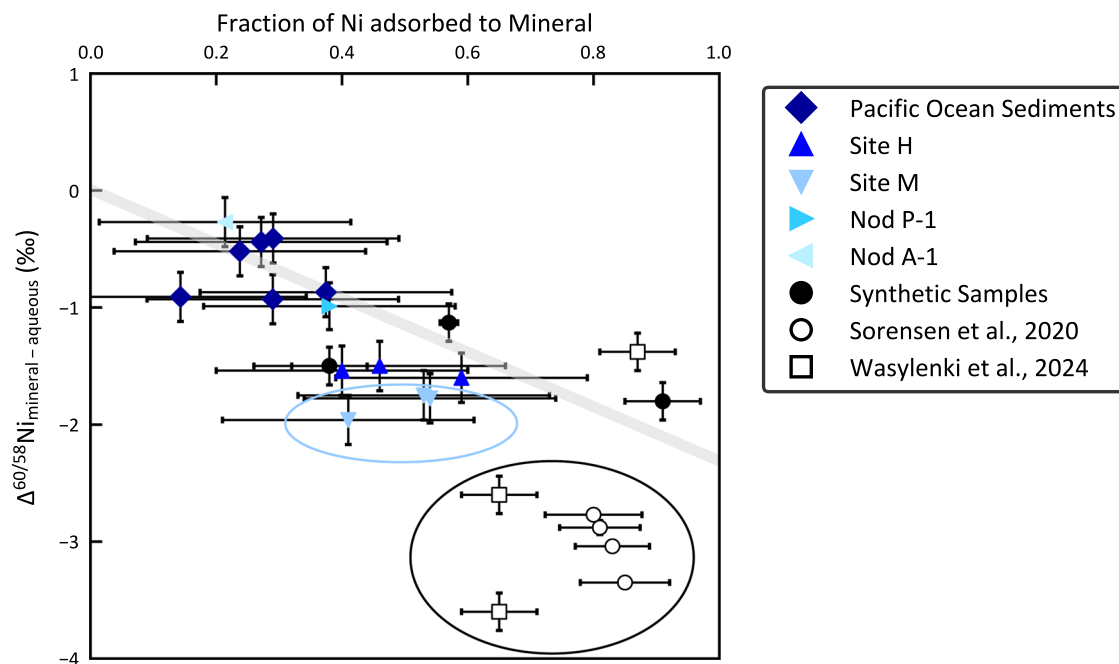 Fraction of Ni adsorbed to Mineral
0.0 0.2 0.4 0.6 0.8 1.0
1
0
−1
−2
−3
−4
Δ60/58Nimineral − aqueous (‰)
Pacific Ocean Sediments
Site H
Site M
Nod P-1
Nod A-1
Synthetic Samples
Sorensen et al., 2020
Wasylenki et al., 2024